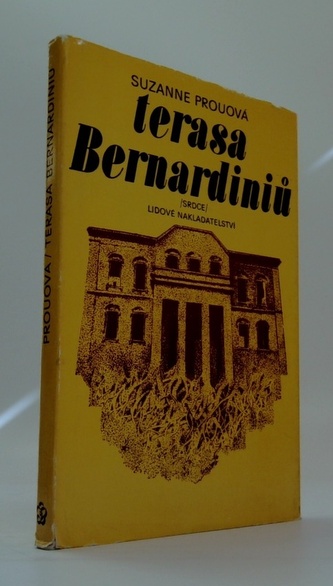 SUZANNE PROUOVÁ
terasa
Bernardiniů
/SRDCE/
LIDOVÉ NAKLADATELSTVÍ
PROUOVÁ / TERASA BERNARDINIŮ